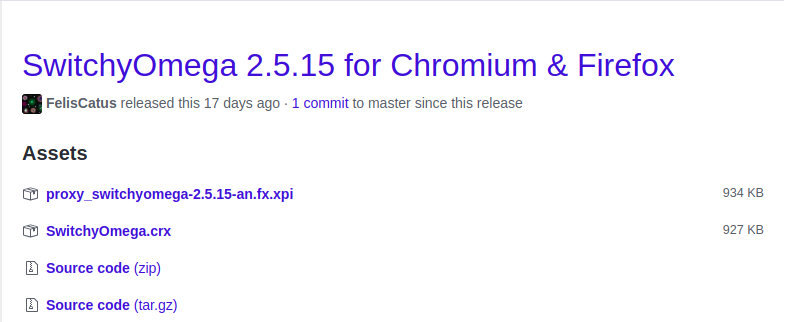 SwitchyOmega 2.5.15 for Chromium & Firefox
FelisCatus released this 17 days ago · 1 commit to master since this release
Assets
proxy_switchyomega-2.5.15-an.fx.xpi 934 KB
SwitchyOmega.crx 927 KB
Source code (zip)
Source code (tar.gz)